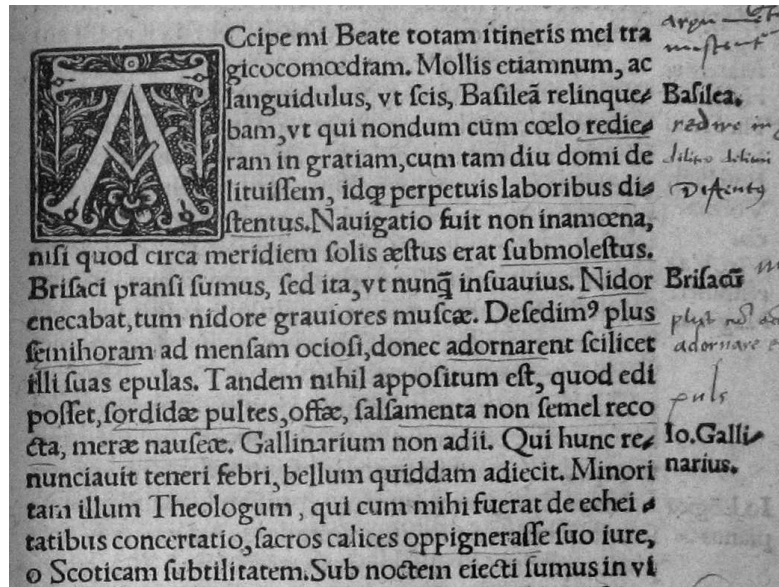 ACcipe mi Beate totam itineris mei tra
gicocomœdiam. Mollis etiamnum, ac
languidulus, vt scis, Basileã relinque⸗
bam, vt qui nondum cum cœlo redie⸗
ram in gratiam, cum tam diu domi de
lituissem, idq́ꝫ perpetuis laboribus di⸗
stentus. Nauigatio fuit non inamœna,
nisi quod circa meridiem solis æstus erat submolestus.
Brisaci pransi sumus, sed ita, vt nunq̃ insuauius. Nidor
enecabat, tum nidore grauiores muscæ. Desedimꝰ plus
semihoram ad mensam ociosi, donec adornarent scilicet
illi suas epulas. Tandem nihil appositum est, quod edi
posset, sordidæ pultes, offæ, salsamenta non semel reco
cta, meræ nauseæ. Gallinarium non adii. Qui hunc re⸗
nunciauit teneri febri, bellum quiddam adiecit. Minori
tam illum Theologum, qui cum mihi fuerat de echei⸗
tatibus concertatio, sacros calices oppignerasse suo iure,
o Scoticam subtilitatem. Sub noctem eiecti sumus in vi
Basilea.
redire in
Brisacũ
adornare
puls
Io. Galli⸗
narius.